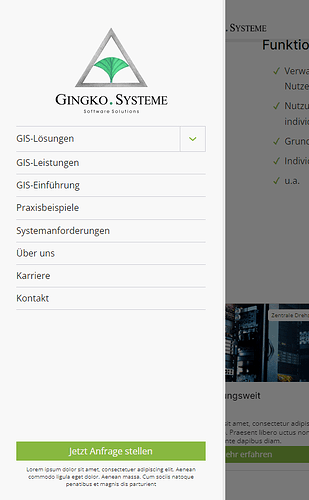 GINGKO.SYSTEME
Software Solutions
GIS-Lösungen
GIS-Leistungen
GIS-Einführung
Praxisbeispiele
Systemanforderungen
Über uns
Karriere
Kontakt
Jetzt Anfrage stellen
Lorem ipsum dolor sit amet, consectetuer adipiscing elit. Aenean
commodo ligula eget dolor. Aenean massa. Cum sociis natoque
penatibus et magnis dis parturient
.SYSTEME
Funktio
✓ Verwa
Nutze
✓ Nutzu
indivi
✓ Grund
✓ Indivi
✓ u.a.
Zentrale Dreh
ngsweit
sit amet, consectetuer
. Praesent libero uctus non
nte dapibus diam.
ehr erfahren